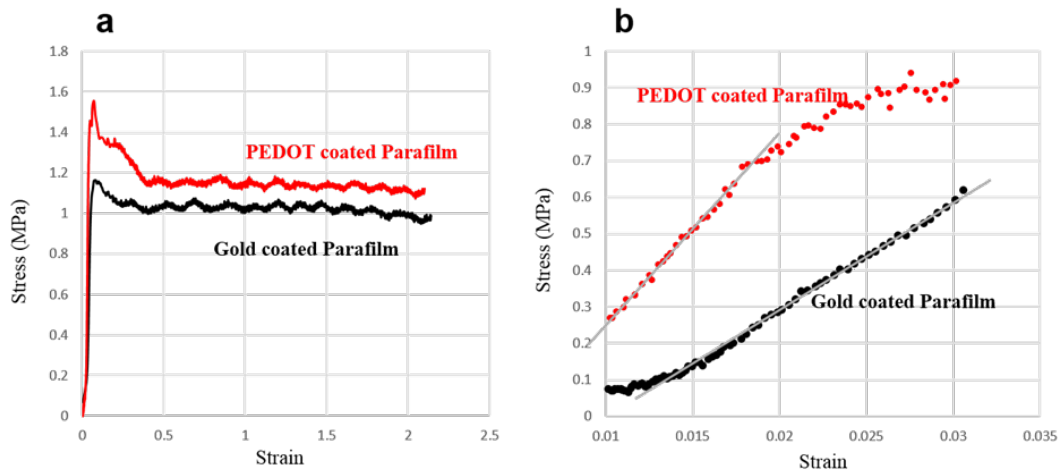 a
1.8
1.6
1.4
1.2
1
0.8
0.6
0.4
0.2
0
Stress (MPa)
PEDOT coated Parafilm
Gold coated Parafilm
0 0.5 1 1.5 2 2.5
Strain
b
1
0.9
0.8
0.7
0.6
0.5
0.4
0.3
0.2
0.1
0
Stress (MPa)
PEDOT coated Parafilm
Gold coated Parafilm
0.01 0.015 0.02 0.025 0.03 0.035
Strain